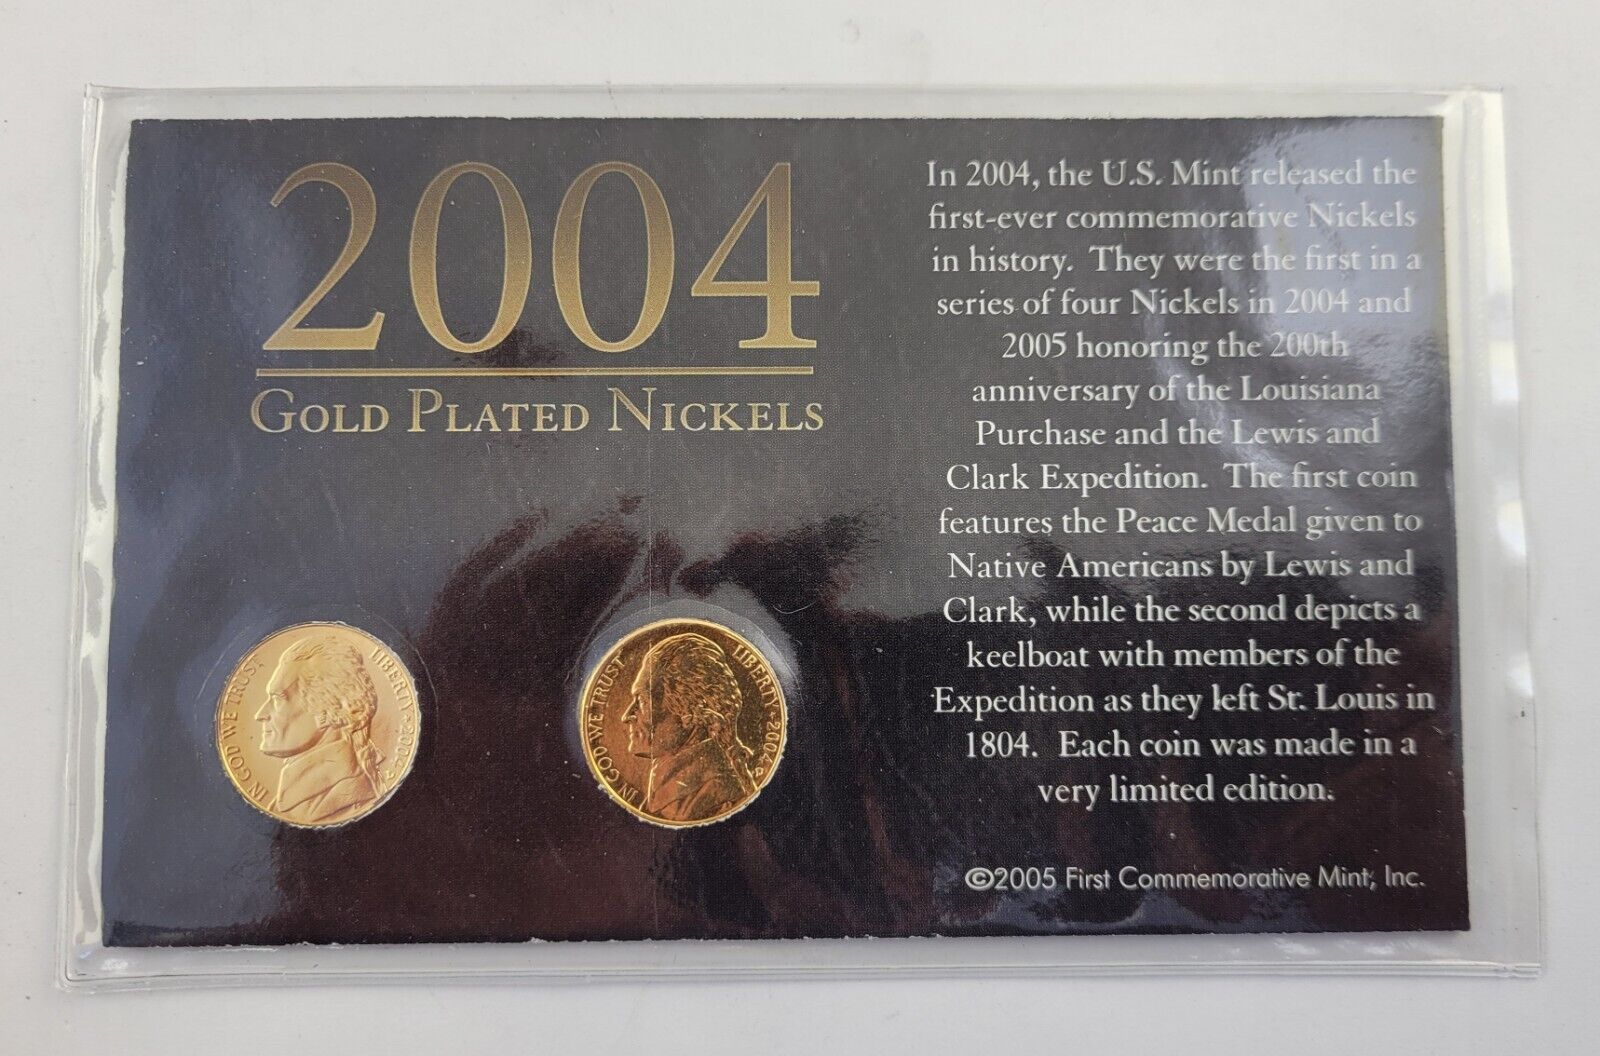 2004
GOLD PLATED NICKELS
In 2004, the U.S. Mint released the
first-ever commemorative Nickels
in history. They were the first in a
series of four Nickels in 2004 and
2005 honoring the 200th
anniversary of the Louisiana
Purchase and the Lewis and
Clark Expedition. The first coin
features the Peace Medal given to
Native Americans by Lewis and
Clark, while the second depicts a
keelboat with members of the
Expedition as they left St. Louis in
1804. Each coin was made in a
very limited edition.
©2005 First Commemorative Mint, Inc.
IN GOD WE TRUST
LIBERTY★2004
P
IN GOD WE TRUST
LIBERTY★2004